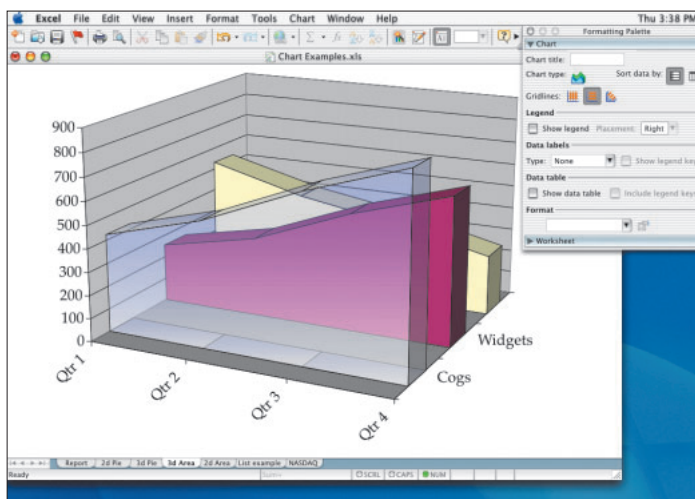 Excel File Edit View Insert Format Tools Chart Window Help Thu 3:38 PM
Chart Examples.xls
Formatting Palette
Chart
Chart title:
Chart type: Sort data by:
Gridlines:
Legend
Show legend Placement: Right
Data labels
Type: None Show legend key
Data table
Show data table Include legend keys
Format
Worksheet
900
800
700
600
500
400
300
200
100
0
Qtr 1
Qtr 2
Qtr 3
Qtr 4
Widgets
Cogs
Report 2d Pie 3d Pie 3d Area 2d Area List example NASDAQ
Ready SCRL CAPS NUM